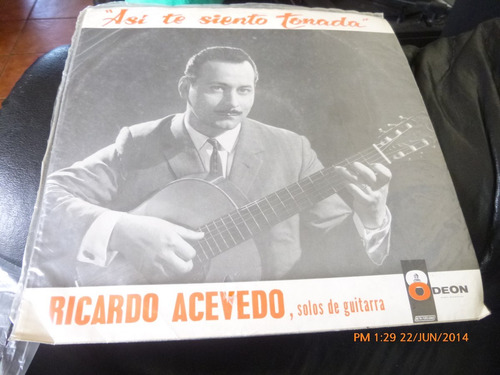 "Así te siento tonada"
RICARDO ACEVEDO, solos de guitarra
ODEON
PM 1:29 22/JUN/2014